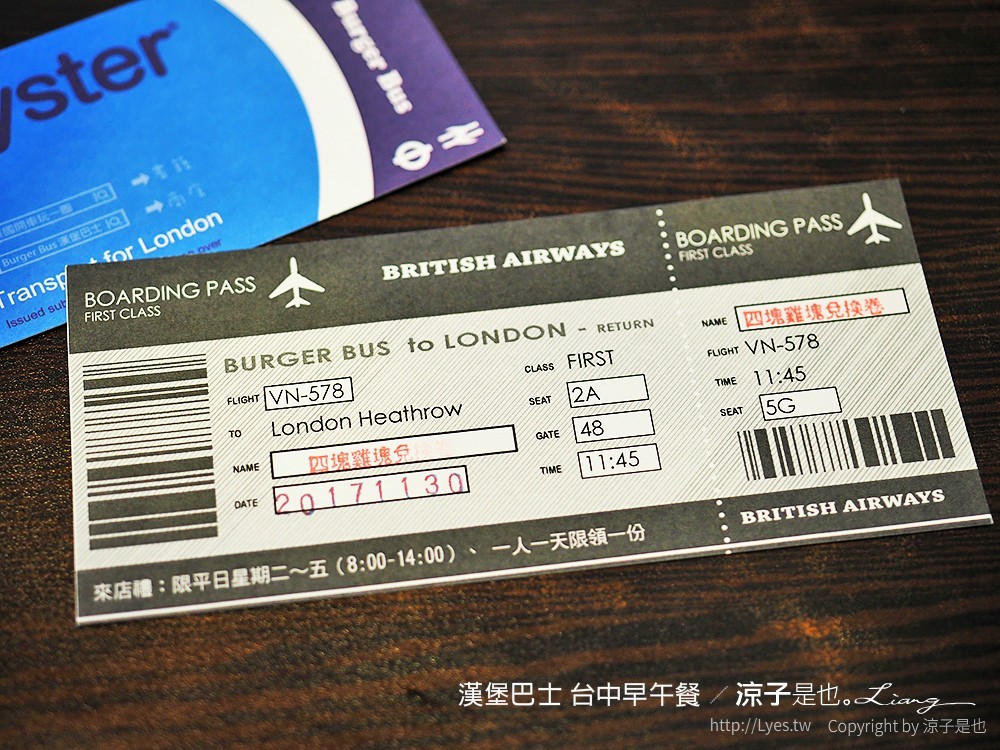 yster
Burger Bus
Burger Bus 漢堡巴士
Transport for London
Issued
over
BOARDING PASS
FIRST CLASS
BRITISH AIRWAYS
BURGER BUS to LONDON - RETURN
FLIGHT VN-578
TO London Heathrow
NAME 四塊雞塊兌換
DATE 20171130
CLASS FIRST
SEAT 2A
GATE 48
TIME 11:45
來店禮：限平日星期二～五（8:00-14:00）、一人一天限領一份
BOARDING PASS
FIRST CLASS
NAME 四塊雞塊兌換卷
FLIGHT VN-578
TIME 11:45
SEAT 5G
BRITISH AIRWAYS
漢堡巴士 台中早午餐 ／ 涼子是也。Liang
http://Lyes.tw Copyright by 涼子是也